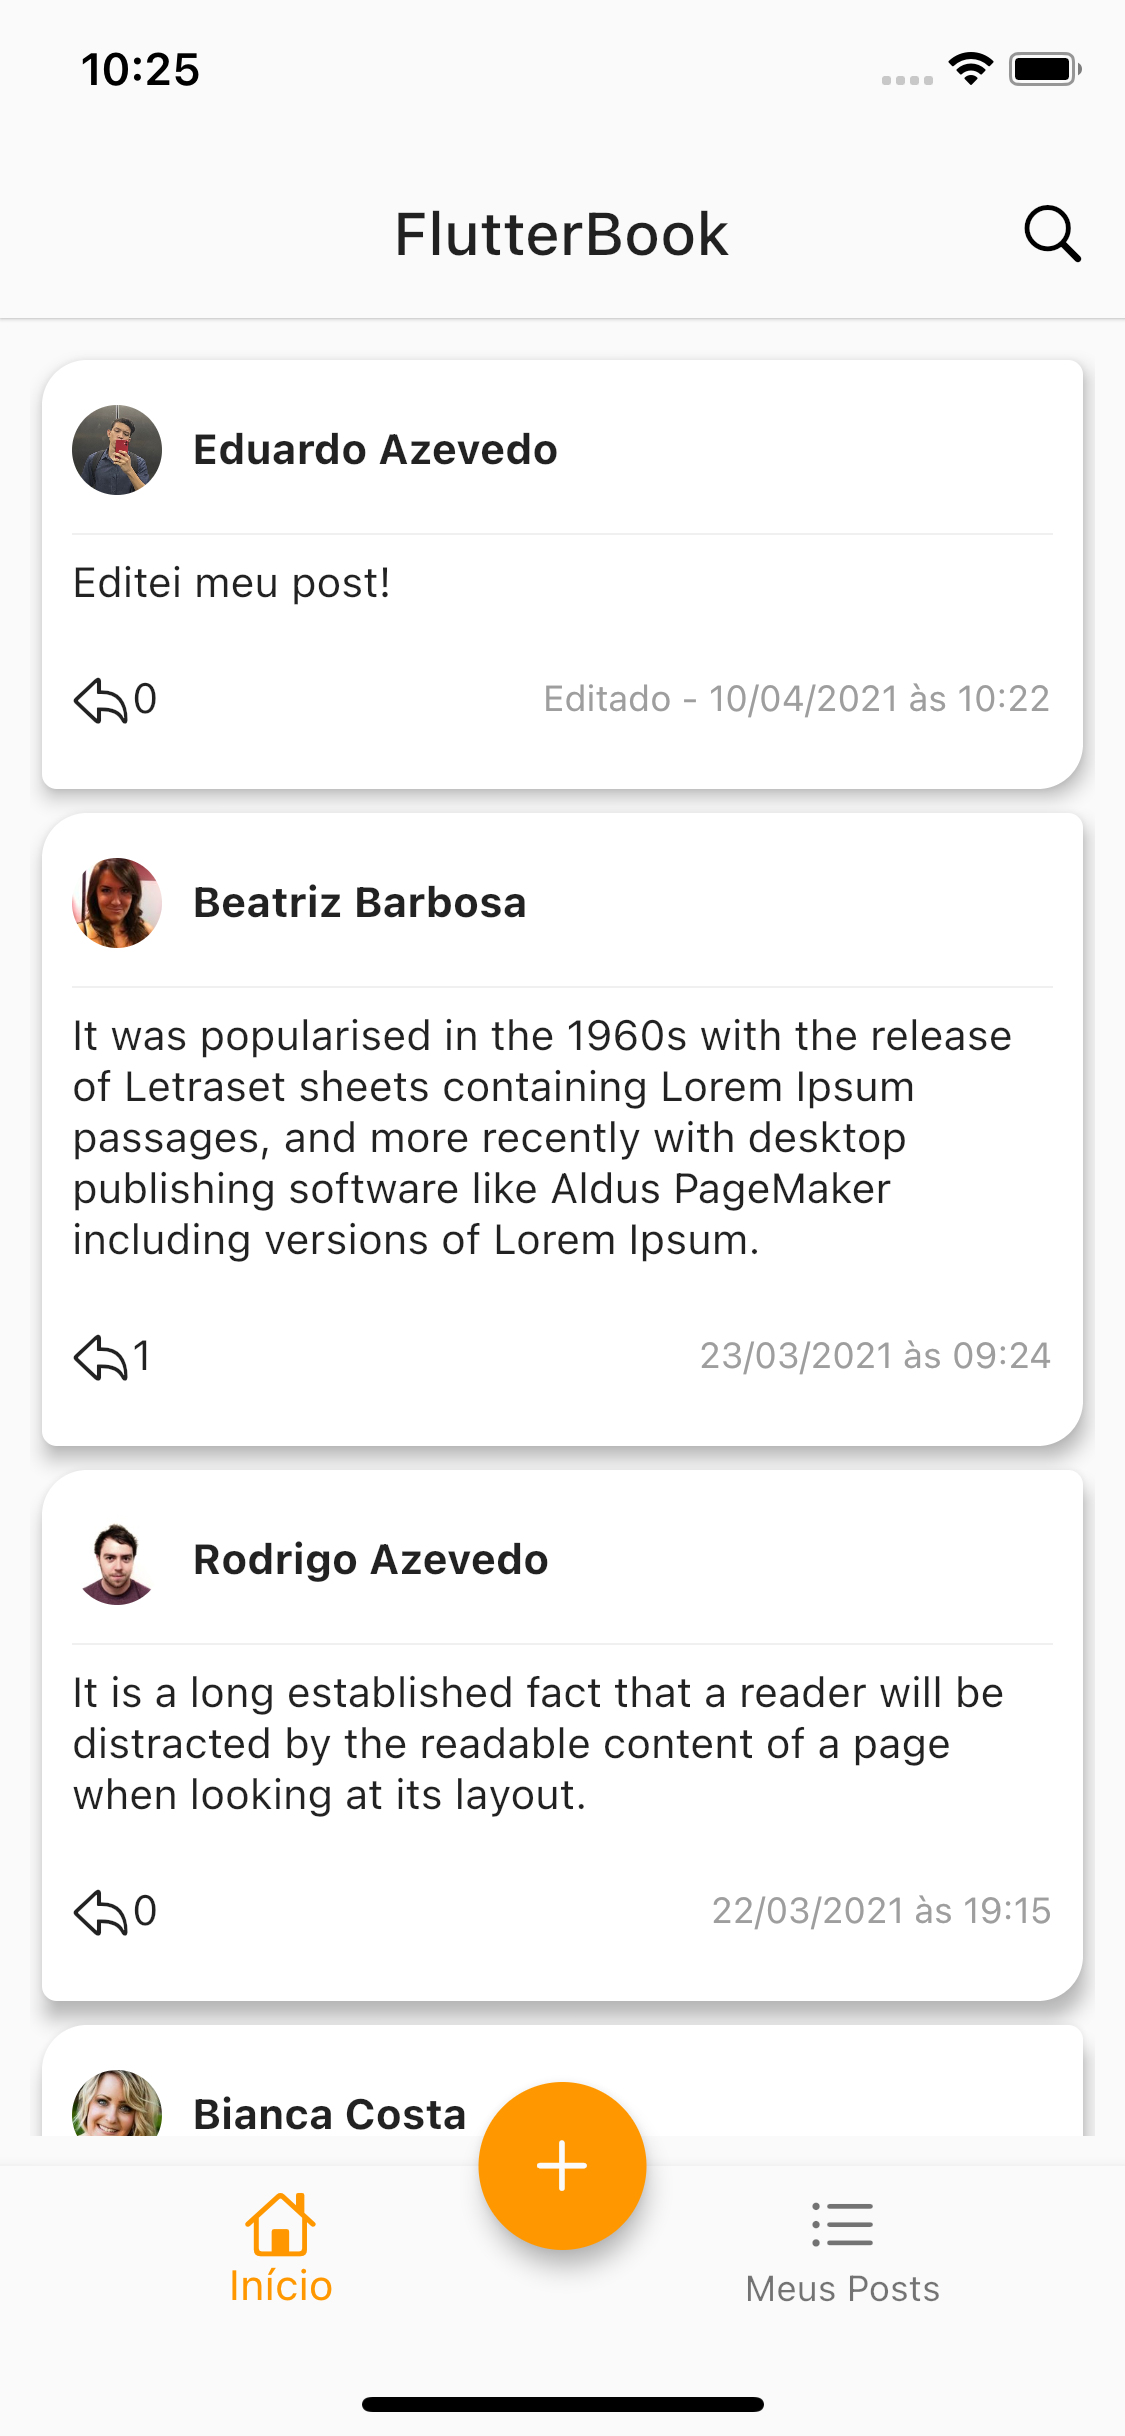 10:25
FlutterBook
Eduardo Azevedo
Editei meu post!
0
Editado - 10/04/2021 às 10:22
Beatriz Barbosa
It was popularised in the 1960s with the release
of Letraset sheets containing Lorem Ipsum
passages, and more recently with desktop
publishing software like Aldus PageMaker
including versions of Lorem Ipsum.
1
23/03/2021 às 09:24
Rodrigo Azevedo
It is a long established fact that a reader will be
distracted by the readable content of a page
when looking at its layout.
0
22/03/2021 às 19:15
Bianca Costa
Início
Meus Posts